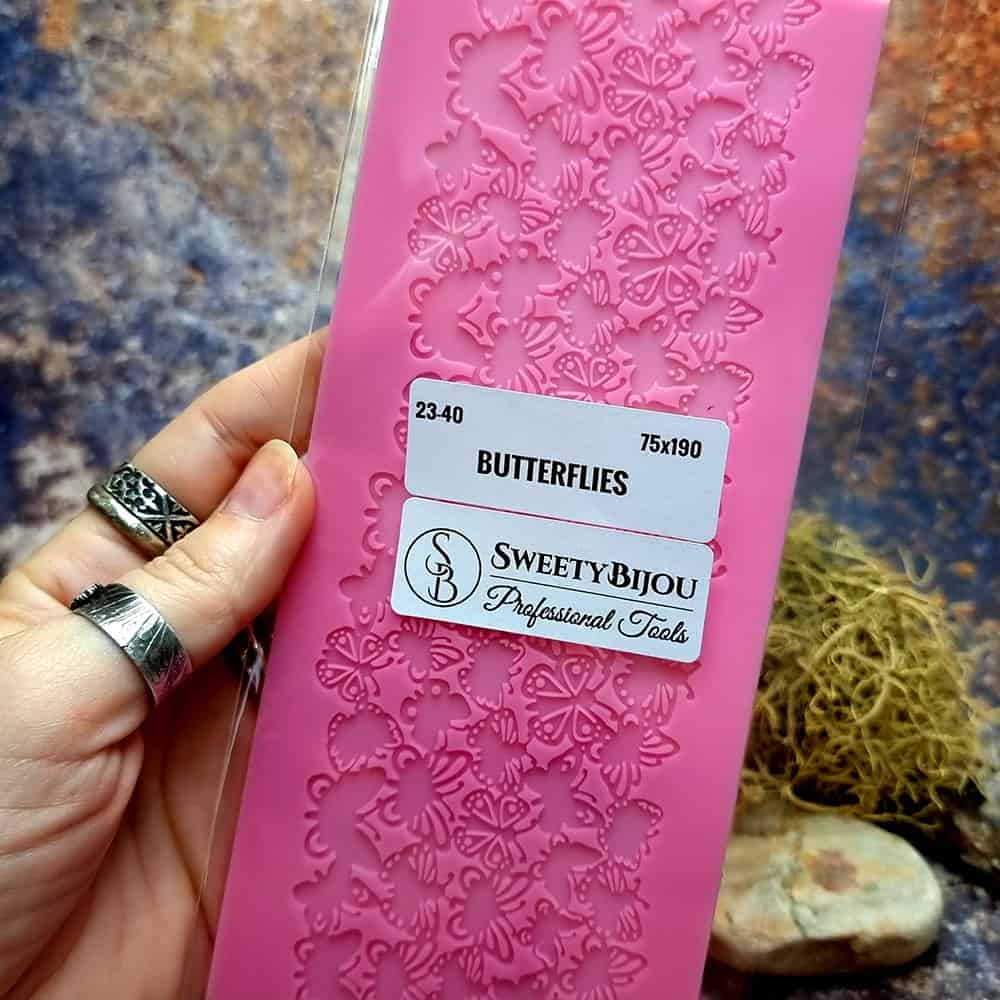 23-40
75x190
BUTTERFLIES
SB
SWEETYBIJOU
Professional Tools